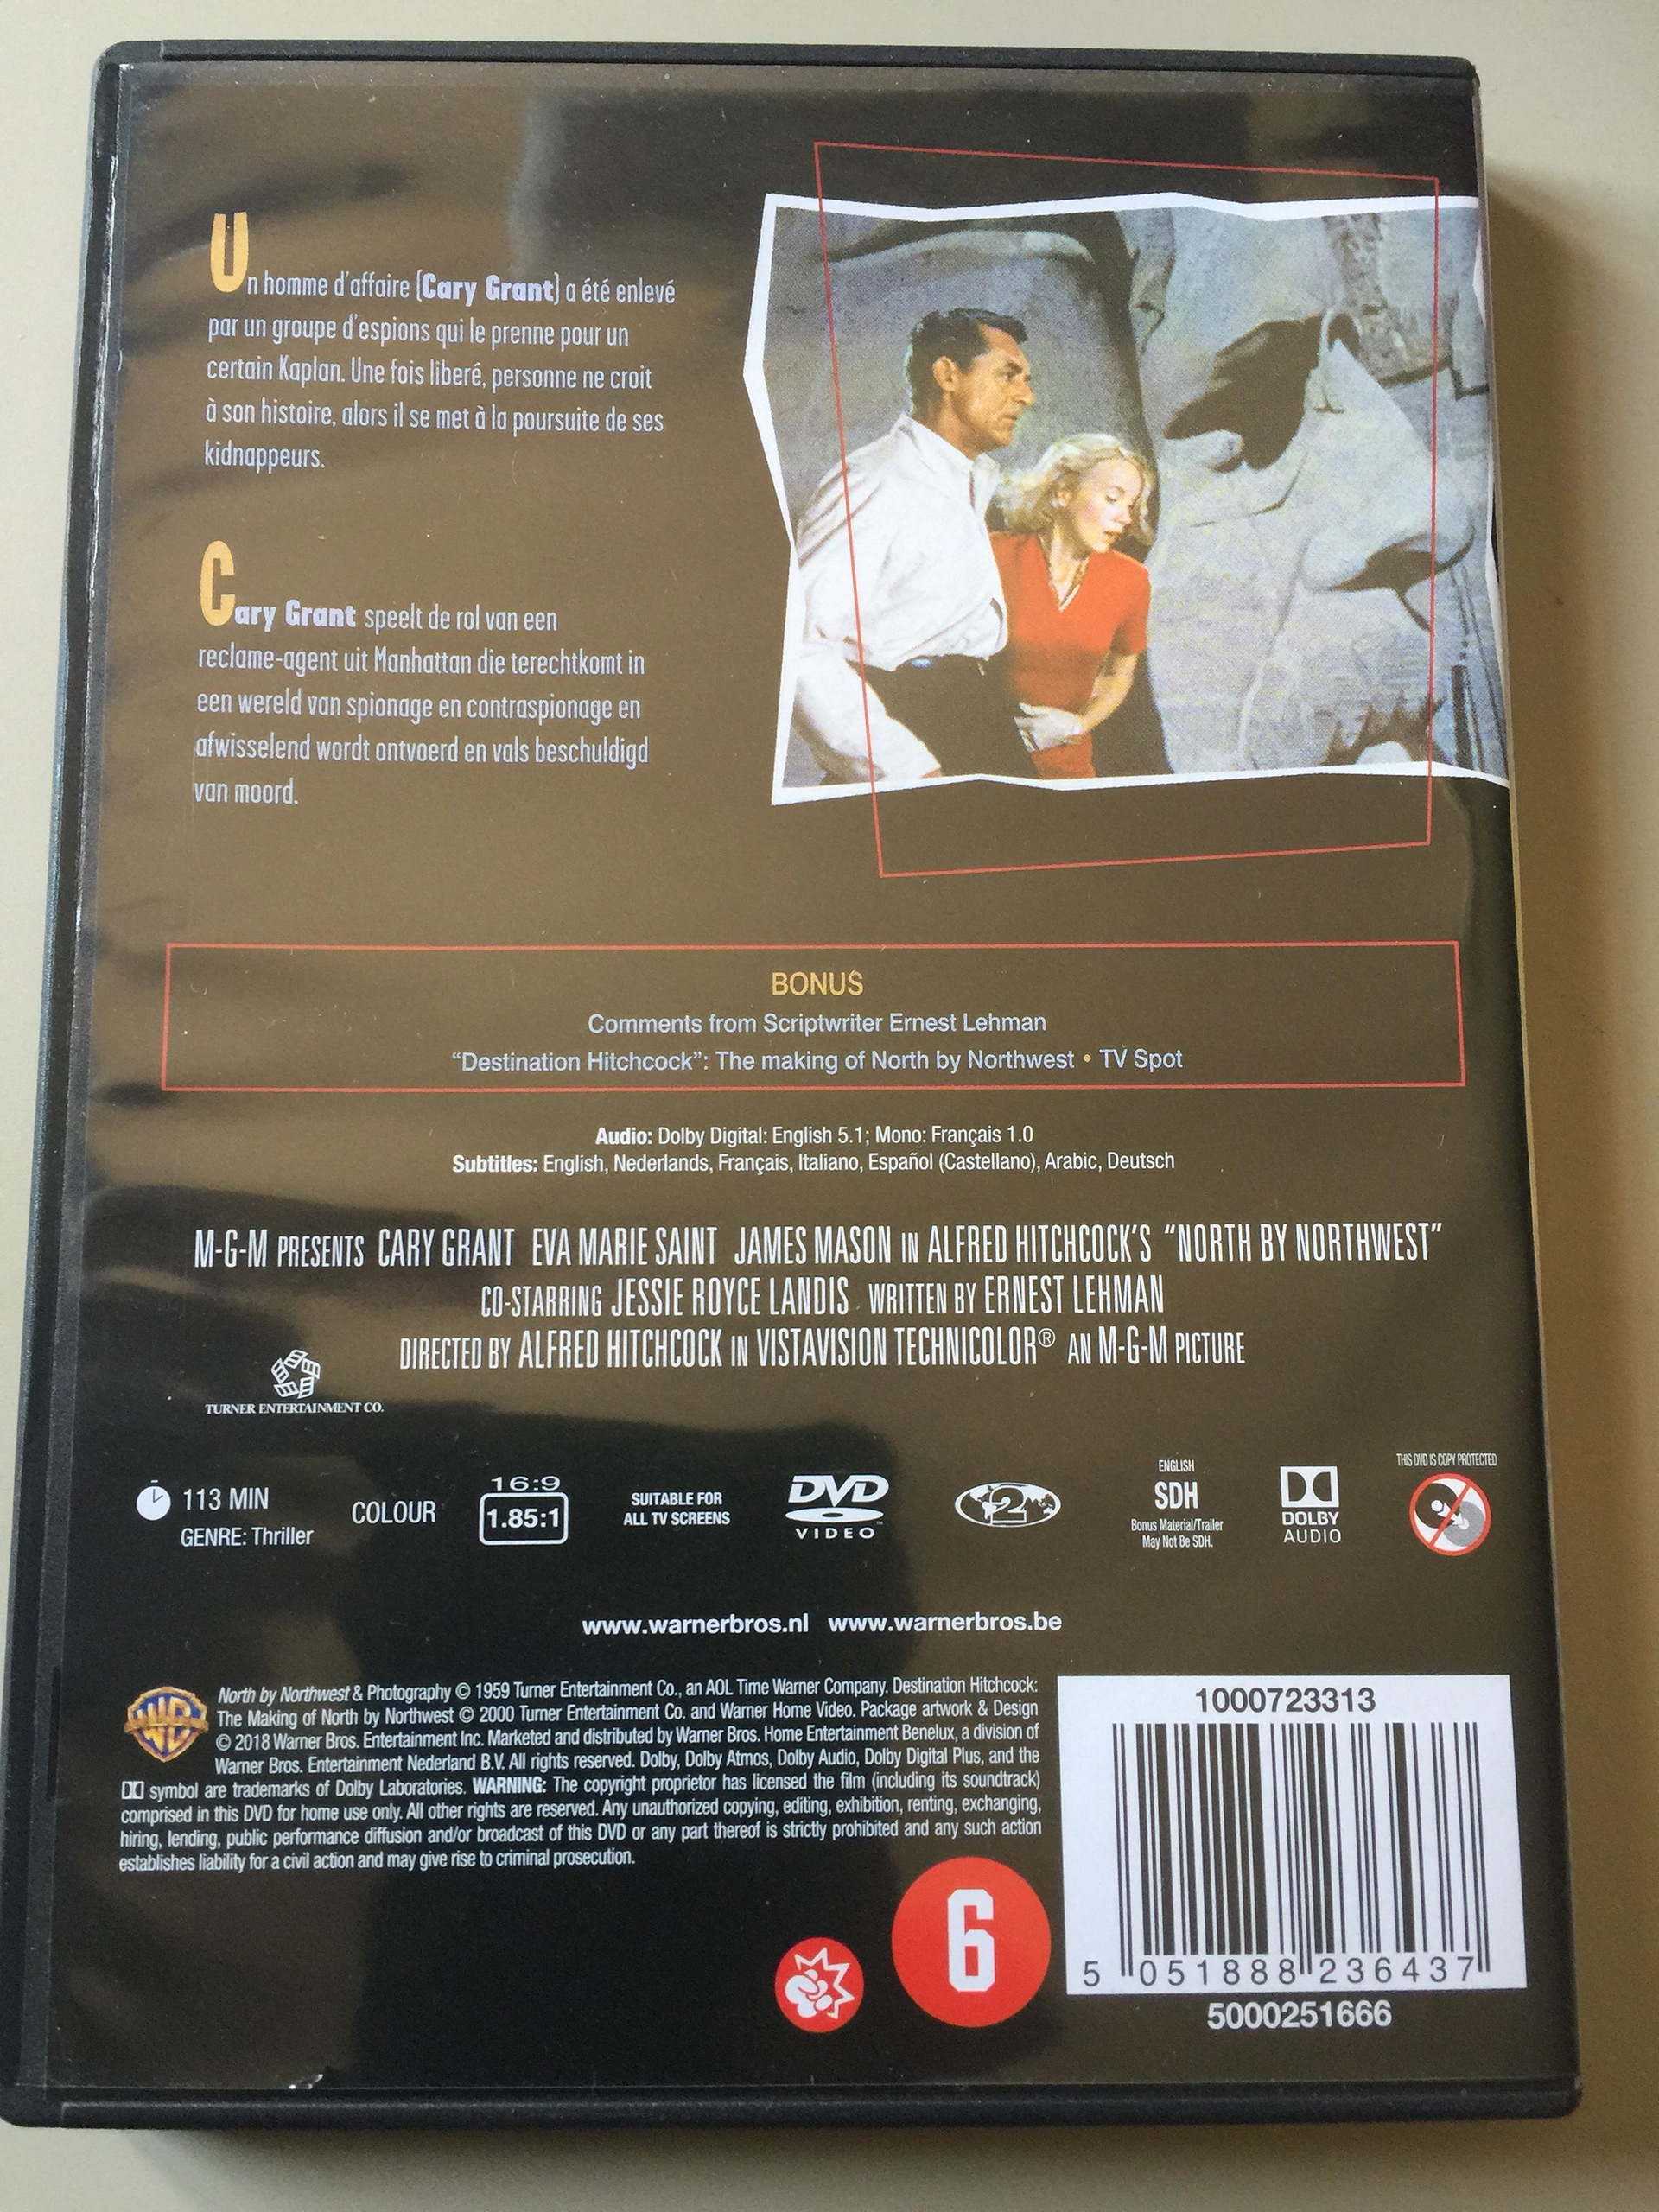 Un homme d'affaire (Cary Grant) a été enlevé
par un groupe d'espions qui le prenne pour un
certain Kaplan. Une fois liberé, personne ne croit
à son histoire, alors il se met à la poursuite de ses
kidnappeurs.
Cary Grant speelt de rol van een
reclame-agent uit Manhattan die terechtkomt in
een wereld van spionage en contraspionage en
afwisselend wordt ontvoerd en vals beschuldigd
van moord.
BONUS
Comments from Scriptwriter Ernest Lehman
“Destination Hitchcock”: The making of North by Northwest • TV Spot
Audio: Dolby Digital: English 5.1; Mono: Français 1.0
Subtitles: English, Nederlands, Français, Italiano, Español (Castellano), Arabic, Deutsch
M-G-M PRESENTS CARY GRANT EVA MARIE SAINT JAMES MASON IN ALFRED HITCHCOCK'S “NORTH BY NORTHWEST”
CO-STARRING JESSIE ROYCE LANDIS WRITTEN BY ERNEST LEHMAN
DIRECTED BY ALFRED HITCHCOCK IN VISTAVISION TECHNICOLOR® AN M-G-M PICTURE
TURNER ENTERTAINMENT CO.
113 MIN
GENRE: Thriller
COLOUR
16:9
1.85:1
SUITABLE FOR
ALL TV SCREENS
DVD
VIDEO™
2
ENGLISH
SDH
Bonus Material/Trailer
May Not Be SDH.
DOLBY
AUDIO
THIS DVD IS COPY PROTECTED
www.warnerbros.nl www.warnerbros.be
WB
North by Northwest & Photography © 1959 Turner Entertainment Co., an AOL Time Warner Company. Destination Hitchcock:
The Making of North by Northwest © 2000 Turner Entertainment Co. and Warner Home Video. Package artwork & Design
© 2018 Warner Bros. Entertainment Inc. Marketed and distributed by Warner Bros. Home Entertainment Benelux, a division of
Warner Bros. Entertainment Nederland B.V. All rights reserved. Dolby, Dolby Atmos, Dolby Audio, Dolby Digital Plus, and the
symbol are trademarks of Dolby Laboratories. WARNING: The copyright proprietor has licensed the film (including its soundtrack)
comprised in this DVD for home use only. All other rights are reserved. Any unauthorized copying, editing, exhibition, renting, exchanging,
hiring, lending, public performance diffusion and/or broadcast of this DVD or any part thereof is strictly prohibited and any such action
establishes liability for a civil action and may give rise to criminal prosecution.
6
1000723313
5 051888 236437
5000251666